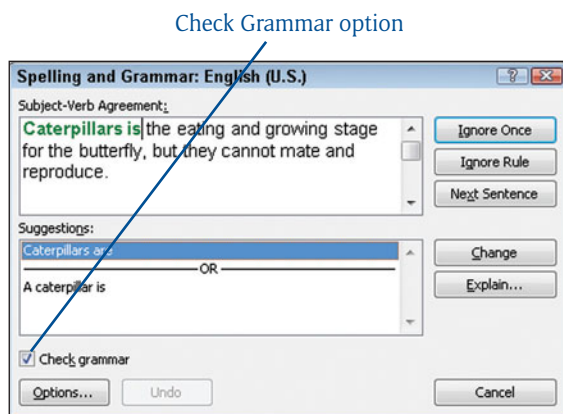 Check Grammar option
Spelling and Grammar: English (U.S.)
Subject-Verb Agreement:
Caterpillars is the eating and growing stage
for the butterfly, but they cannot mate and
reproduce.
Ignore Once
Ignore Rule
Next Sentence
Suggestions:
Caterpillars are
OR
A caterpillar is
Change
Explain...
Check grammar
Options...
Undo
Cancel